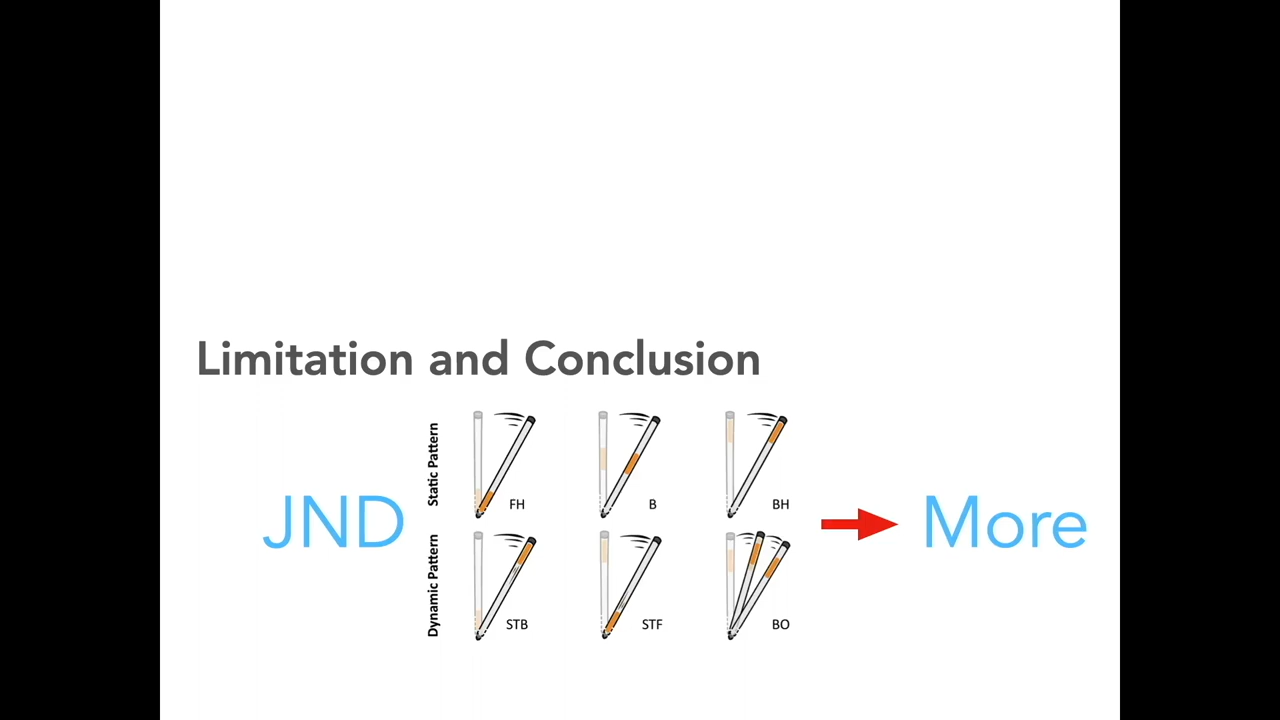 Limitation and Conclusion
JND
Static Pattern
FH
B
BH
Dynamic Pattern
STB
STF
BO
More